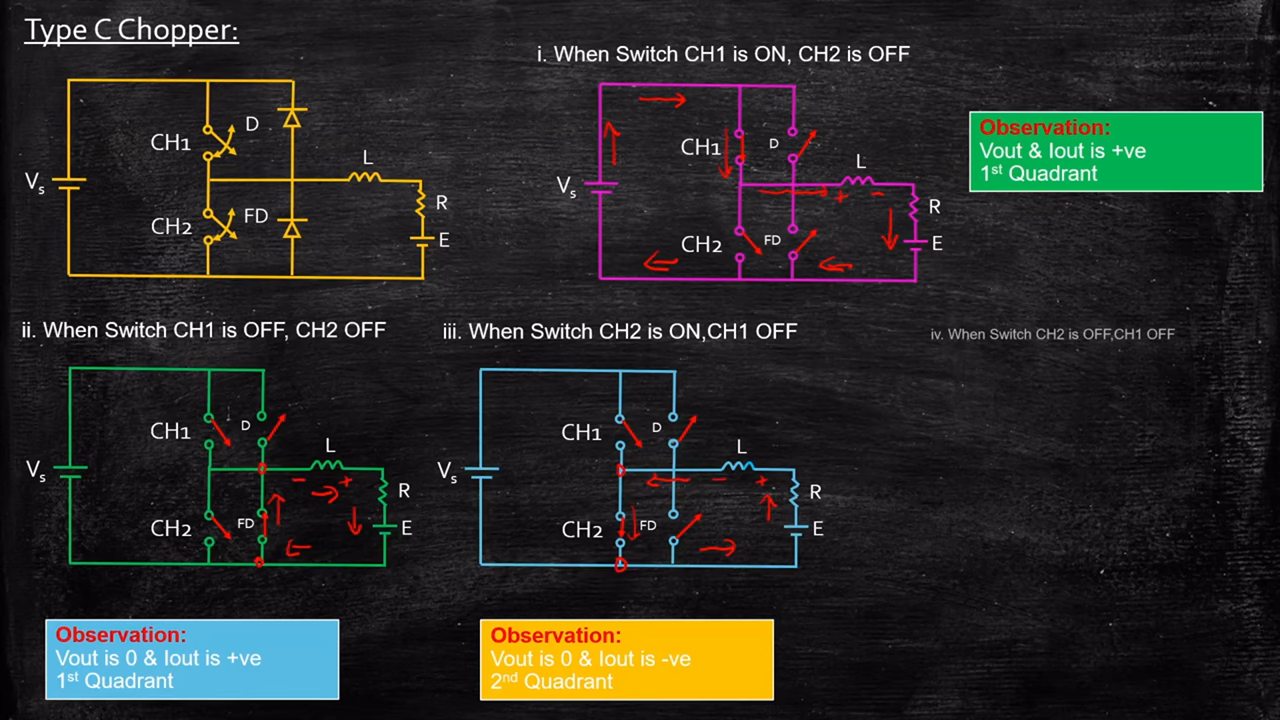 Type C Chopper:
CH1
D
CH2
FD
Vs
L
R
E
i. When Switch CH1 is ON, CH2 is OFF
CH1
D
CH2
FD
Vs
L
+ -
R
E
Observation:
Vout & Iout is +ve
1st Quadrant
ii. When Switch CH1 is OFF, CH2 OFF
CH1
D
CH2
FD
Vs
L
- +
R
E
Observation:
Vout is 0 & Iout is +ve
1st Quadrant
iii. When Switch CH2 is ON,CH1 OFF
CH1
D
CH2
FD
Vs
L
- +
R
E
Observation:
Vout is 0 & Iout is -ve
2nd Quadrant
iv. When Switch CH2 is OFF,CH1 OFF